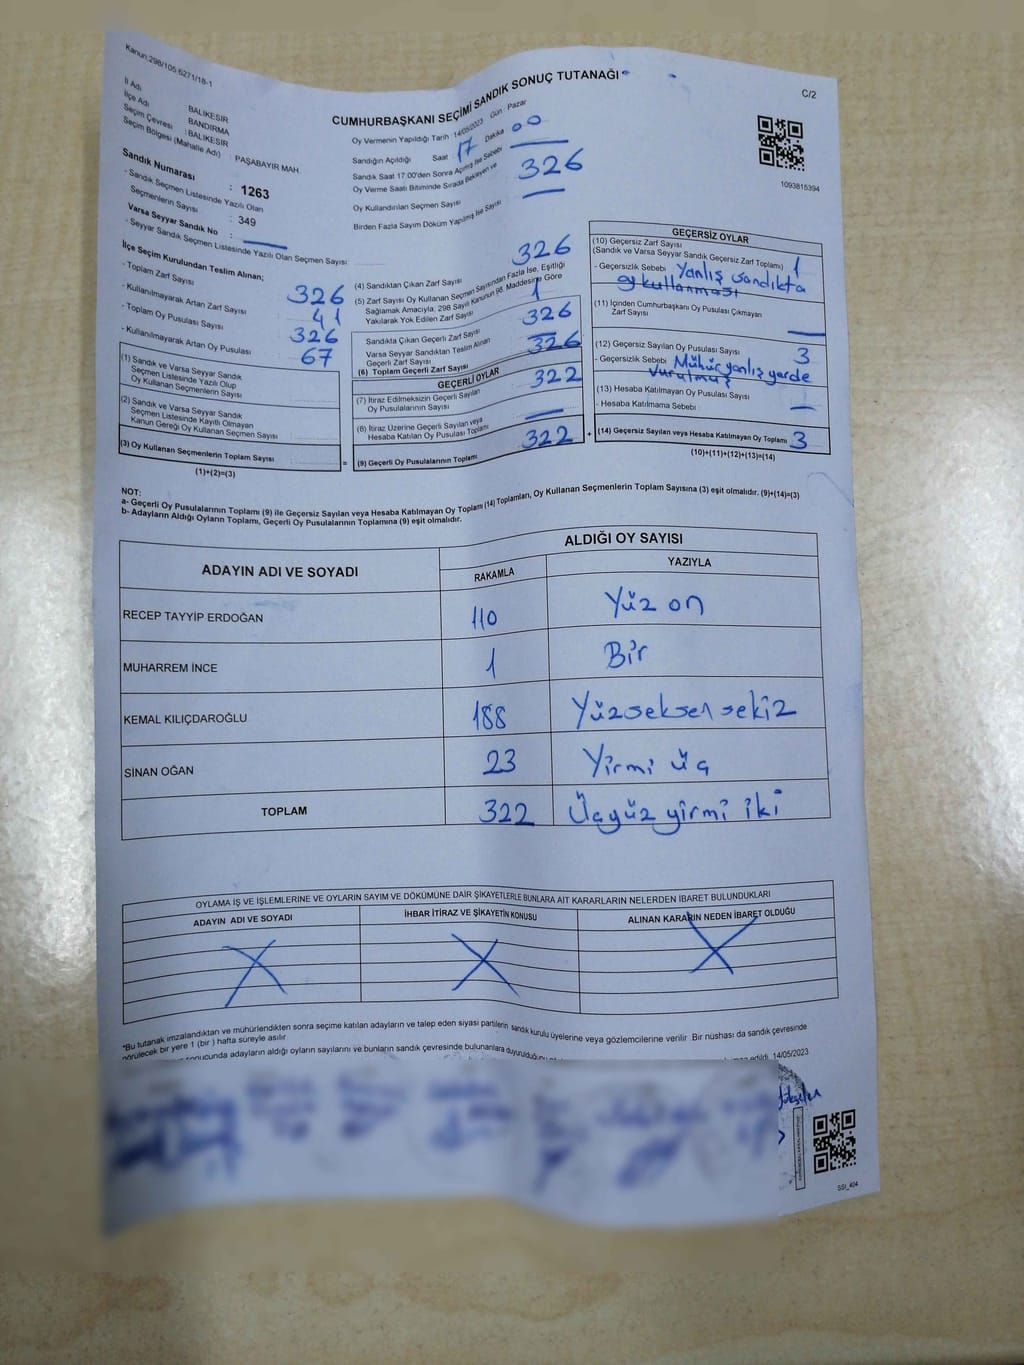 Kanun:298/105 6271/18-1
C/2
CUMHURBAŞKANI SEÇİMİ SANDIK SONUÇ TUTANAĞI
İl Adı : BALIKESİR
İlçe Adı : BANDIRMA
Seçim Çevresi : BALIKESİR
Seçim Bölgesi (Mahalle Adı) : PAŞABAYIR MAH
Sandık Numarası : 1263
- Sandık Seçmen Listesinde Yazılı Olan
Seçmenlerin Sayısı : 349
Varsa Seyyar Sandık No :
- Seyyar Sandık Seçmen Listesinde Yazılı Olan Seçmen Sayısı:
Oy Vermenin Yapıldığı Tarih 14/05/2023 Gün : Pazar
Sandığın Açıldığı Saat 17 Dakika 00
Sandık Saat 17:00'den Sonra Açılmış İse Sebebi
Oy Verme Saati Bitiminde Sırada Bekleyen ve
Oy Kullandırılan Seçmen Sayısı 326
Birden Fazla Sayım Döküm Yapılmış İse Sayısı
1093815394
İlçe Seçim Kurulundan Teslim Alınan;
- Toplam Zarf Sayısı 326
- Kullanılmayarak Artan Zarf Sayısı 41
- Toplam Oy Pusulası Sayısı 326
- Kullanılmayarak Artan Oy Pusulası 67
(1) Sandık ve Varsa Seyyar Sandık
Seçmen Listesinde Yazılı Olup
Oy Kullanan Seçmenlerin Sayısı
(2) Sandık ve Varsa Seyyar Sandık
Seçmen Listesinde Kayıtlı Olmayan
Kanun Gereği Oy Kullanan Seçmen Sayısı
(3) Oy Kullanan Seçmenlerin Toplam Sayısı
(1)+(2)=(3)
(4) Sandıktan Çıkan Zarf Sayısı 326
(5) Zarf Sayısı Oy Kullanan Seçmen Sayısından Fazla İse, Eşitliği
Sağlamak Amacıyla, 298 Sayılı Kanunun 98. Maddesine Göre
Yakılarak Yok Edilen Zarf Sayısı 1
Sandıkta Çıkan Geçerli Zarf Sayısı 326
Varsa Seyyar Sandıktan Teslim Alınan
Geçerli Zarf Sayısı
(6) Toplam Geçerli Zarf Sayısı 326
GEÇERLİ OYLAR
(7) İtiraz Edilmeksizin Geçerli Sayılan
Oy Pusulalarının Sayısı 322
(8) İtiraz Üzerine Geçerli Sayılan veya
Hesaba Katılan Oy Pusulası Toplamı
(9) Geçerli Oy Pusulalarının Toplamı 322
GEÇERSİZ OYLAR
(10) Geçersiz Zarf Sayısı
(Sandık ve Varsa Seyyar Sandık Geçersiz Zarf Toplamı) 1
- Geçersizlik Sebebi Yanlış sandıkta
oy kullanması
(11) İçinden Cumhurbaşkanı Oy Pusulası Çıkmayan
Zarf Sayısı
(12) Geçersiz Sayılan Oy Pusulası Sayısı 3
- Geçersizlik Sebebi Mühür yanlış yerde
vurulmuş
(13) Hesaba Katılmayan Oy Pusulası Sayısı
- Hesaba Katılmama Sebebi
(14) Geçersiz Sayılan veya Hesaba Katılmayan Oy Toplamı 3
(10)+(11)+(12)+(13)=(14)
NOT:
a- Geçerli Oy Pusulalarının Toplamı (9) ile Geçersiz Sayılan veya Hesaba Katılmayan Oy Toplamı (14) Toplamları, Oy Kullanan Seçmenlerin Toplam Sayısına (3) eşit olmalıdır. (9)+(14)=(3)
b- Adayların Aldığı Oyların Toplamı, Geçerli Oy Pusulalarının Toplamına (9) eşit olmalıdır.
ADAYIN ADI VE SOYADI
ALDIĞI OY SAYISI
RAKAMLA YAZIYLA
RECEP TAYYİP ERDOĞAN 110 Yüz on
MUHARREM İNCE 1 Bir
KEMAL KILIÇDAROĞLU 188 Yüzseksen sekiz
SİNAN OĞAN 23 Yirmi üç
TOPLAM 322 Üçyüz yirmi iki
OYLAMA İŞ VE İŞLEMLERİNE VE OYLARIN SAYIM VE DÖKÜMÜNE DAİR ŞİKAYETLERLE BUNLARA AİT KARARLARIN NELERDEN İBARET BULUNDUKLARI
ADAYIN ADI VE SOYADI İHBAR İTİRAZ VE ŞİKAYETİN KONUSU ALINAN KARARIN NEDEN İBARET OLDUĞU
*Bu tutanak imzalandıktan ve mühürlendikten sonra seçime katılan adayların ve talep eden siyasi partilerin sandık kurulu üyelerine veya gözlemcilerine verilir. Bir nüshası da sandık çevresinde
görülecek bir yere 1 (bir) hafta süreyle asılır
sonucunda adayların aldığı oyların sayılarını ve bunların sandık çevresinde bulunanlara duyurulduğunu
edildi. 14/05/2023
SSI_404